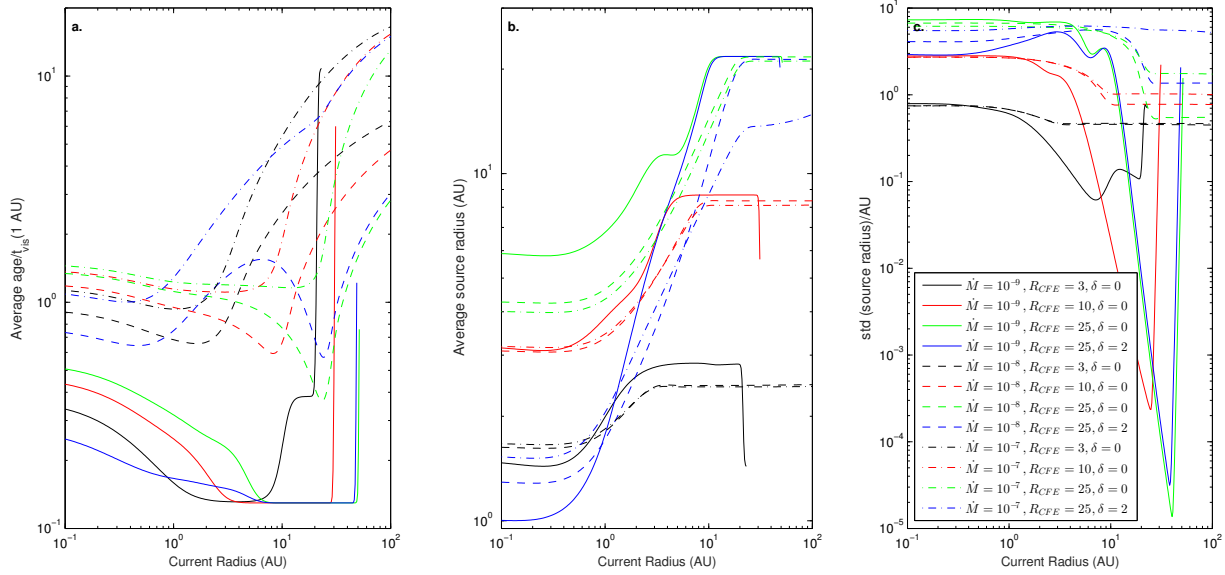 a.
Average age/t_vis(1 AU)
10^1
10^0
10^-1
10^-1 10^0 10^1 10^2
Current Radius (AU)
b.
Average source radius (AU)
10^1
10^0
10^-1 10^0 10^1 10^2
Current Radius (AU)
c.
std (source radius)/AU
10^1
10^0
10^-1
10^-2
10^-3
10^-4
10^-5
10^-1 10^0 10^1 10^2
Current Radius (AU)
Ṁ = 10^-9, R_CFE = 3, δ=0
Ṁ = 10^-9, R_CFE = 10, δ=0
Ṁ = 10^-9, R_CFE = 25, δ=0
Ṁ = 10^-9, R_CFE = 25, δ=2
Ṁ = 10^-8, R_CFE = 3, δ=0
Ṁ = 10^-8, R_CFE = 10, δ=0
Ṁ = 10^-8, R_CFE = 25, δ=0
Ṁ = 10^-8, R_CFE = 25, δ=2
Ṁ = 10^-7, R_CFE = 3, δ=0
Ṁ = 10^-7, R_CFE = 10, δ=0
Ṁ = 10^-7, R_CFE = 25, δ=0
Ṁ = 10^-7, R_CFE = 25, δ=2